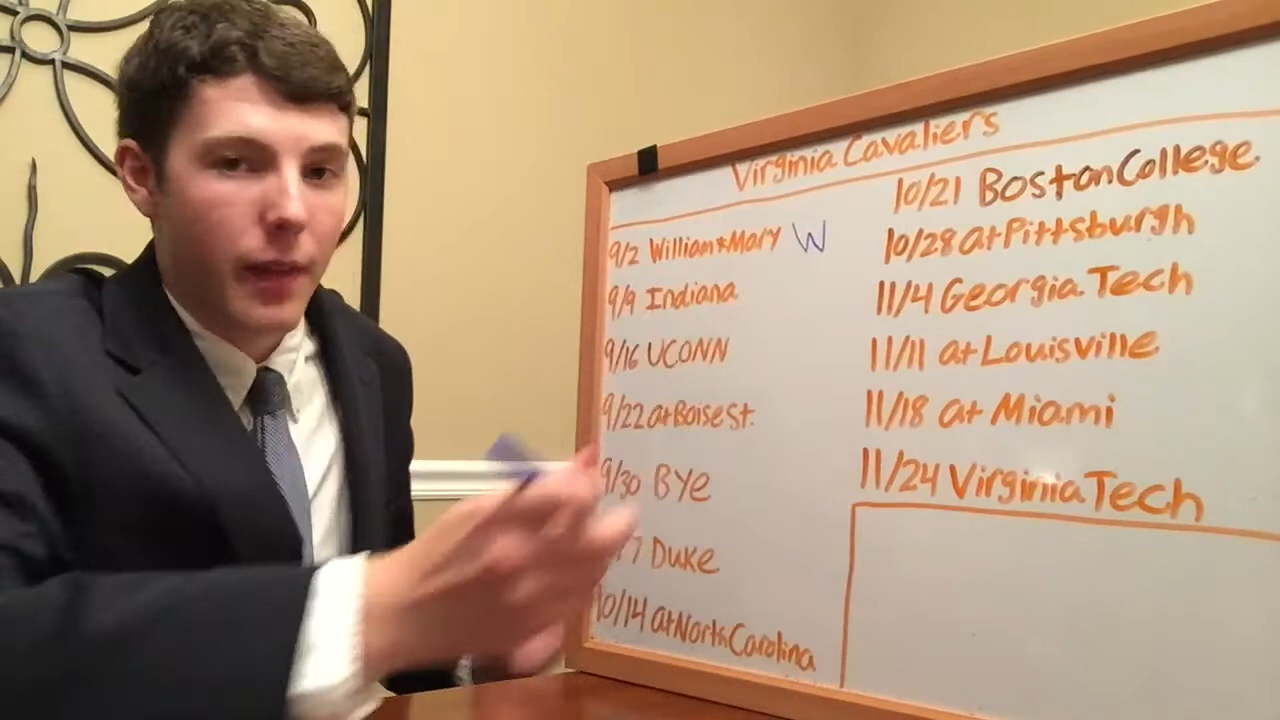 Virginia Cavaliers
9/2 William & Mary W
9/9 Indiana
9/16 UCONN
9/22 at Boise St.
9/30 BYe
7 Duke
10/14 at North Carolina
10/21 Boston College
10/28 at Pittsburgh
11/4 Georgia Tech
11/11 at Louisville
11/18 at Miami
11/24 Virginia Tech